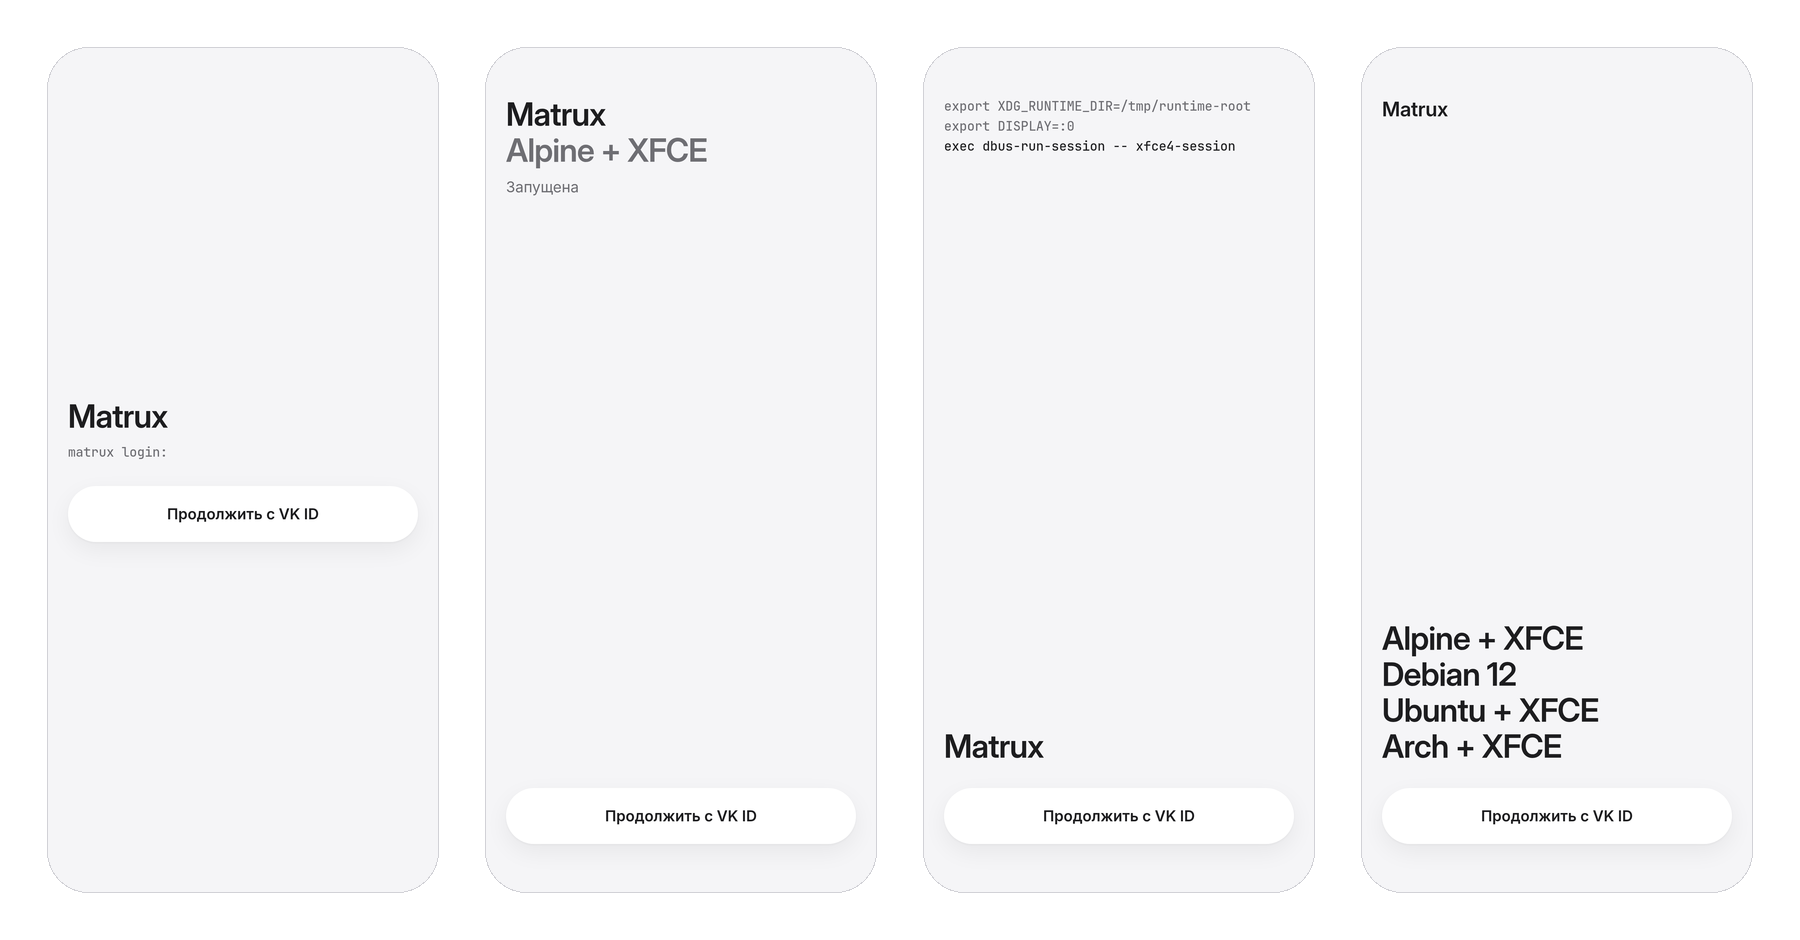 Matrux
matrux login:
Продолжить с VK ID
Matrux
Alpine + XFCE
Запущена
Продолжить с VK ID
export XDG_RUNTIME_DIR=/tmp/runtime-root
export DISPLAY=:0
exec dbus-run-session -- xfce4-session
Matrux
Продолжить с VK ID
Matrux
Alpine + XFCE
Debian 12
Ubuntu + XFCE
Arch + XFCE
Продолжить с VK ID